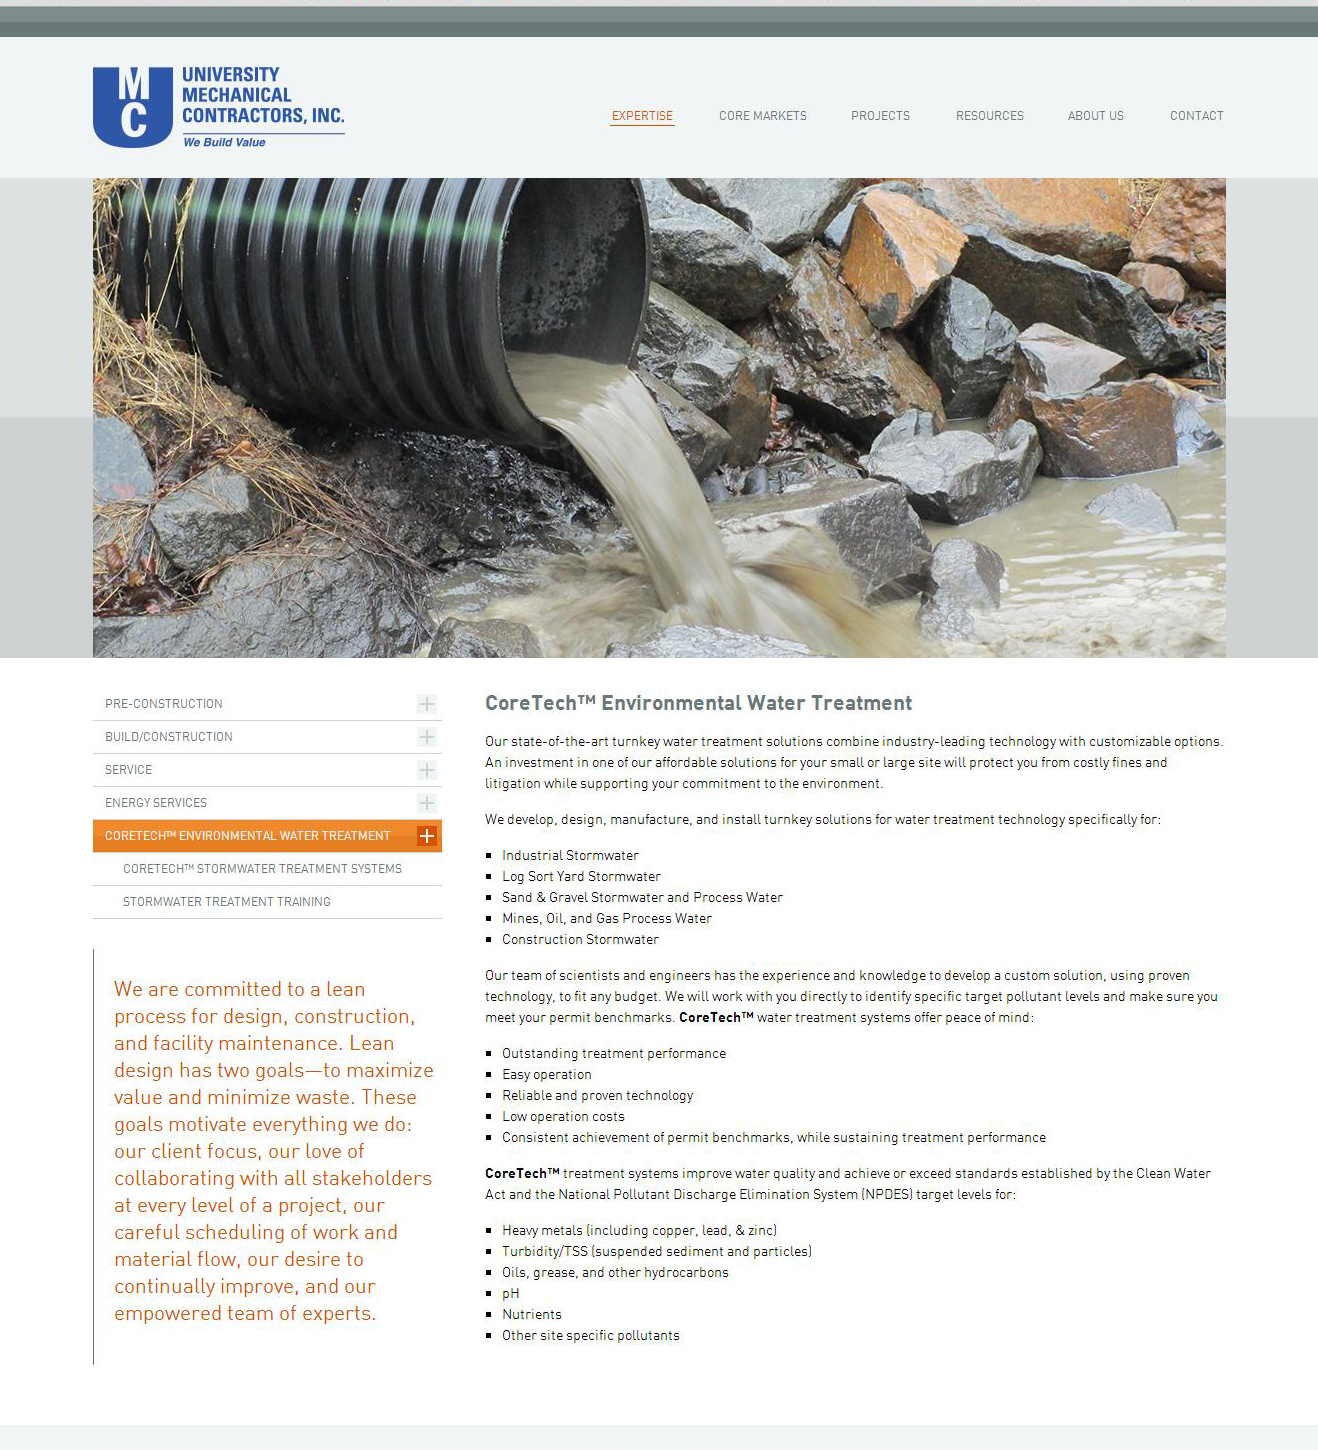 UNIVERSITY
MECHANICAL
CONTRACTORS, INC.
We Build Value
EXPERTISE
CORE MARKETS
PROJECTS
RESOURCES
ABOUT US
CONTACT
PRE-CONSTRUCTION
BUILD/CONSTRUCTION
SERVICE
ENERGY SERVICES
CORETECH™ ENVIRONMENTAL WATER TREATMENT
CORETECH™ STORMWATER TREATMENT SYSTEMS
STORMWATER TREATMENT TRAINING
We are committed to a lean
process for design, construction,
and facility maintenance. Lean
design has two goals—to maximize
value and minimize waste. These
goals motivate everything we do:
our client focus, our love of
collaborating with all stakeholders
at every level of a project, our
careful scheduling of work and
material flow, our desire to
continually improve, and our
empowered team of experts.
CoreTech™ Environmental Water Treatment
Our state-of-the-art turnkey water treatment solutions combine industry-leading technology with customizable options.
An investment in one of our affordable solutions for your small or large site will protect you from costly fines and
litigation while supporting your commitment to the environment.
We develop, design, manufacture, and install turnkey solutions for water treatment technology specifically for:
Industrial Stormwater
Log Sort Yard Stormwater
Sand & Gravel Stormwater and Process Water
Mines, Oil, and Gas Process Water
Construction Stormwater
Our team of scientists and engineers has the experience and knowledge to develop a custom solution, using proven
technology, to fit any budget. We will work with you directly to identify specific target pollutant levels and make sure you
meet your permit benchmarks. CoreTech™ water treatment systems offer peace of mind:
Outstanding treatment performance
Easy operation
Reliable and proven technology
Low operation costs
Consistent achievement of permit benchmarks, while sustaining treatment performance
CoreTech™ treatment systems improve water quality and achieve or exceed standards established by the Clean Water
Act and the National Pollutant Discharge Elimination System (NPDES) target levels for:
Heavy metals (including copper, lead, & zinc)
Turbidity/TSS (suspended sediment and particles)
Oils, grease, and other hydrocarbons
pH
Nutrients
Other site specific pollutants